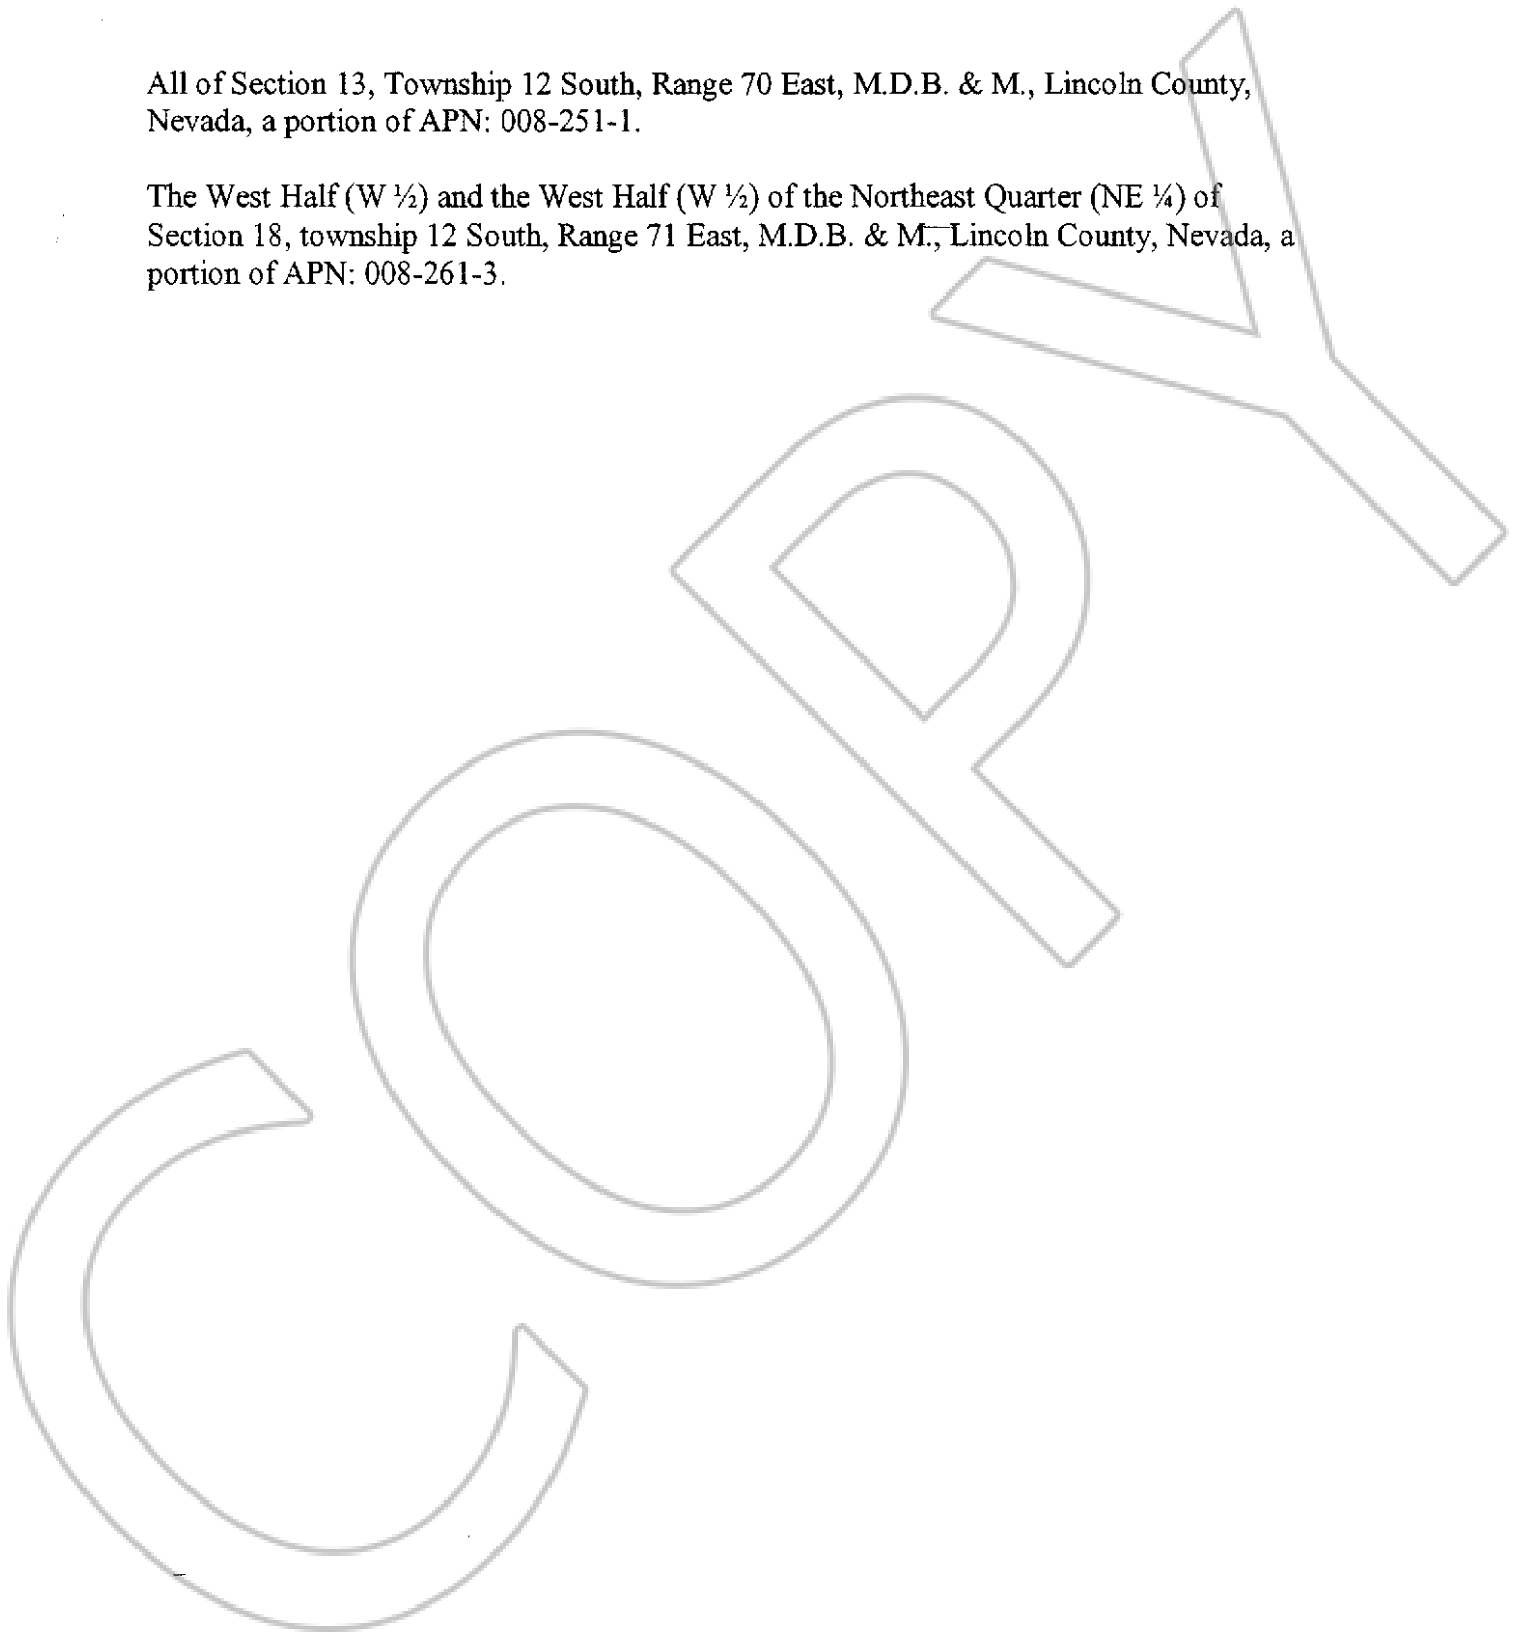 All of Section 13, Township 12 South, Range 70 East, M.D.B. & M., Lincoln County,
Nevada, a portion of APN: 008-251-1.
The West Half (W ½) and the West Half (W ½) of the Northeast Quarter (NE ¼) of
Section 18, township 12 South, Range 71 East, M.D.B. & M., Lincoln County, Nevada, a
portion of APN: 008-261-3.
COPY